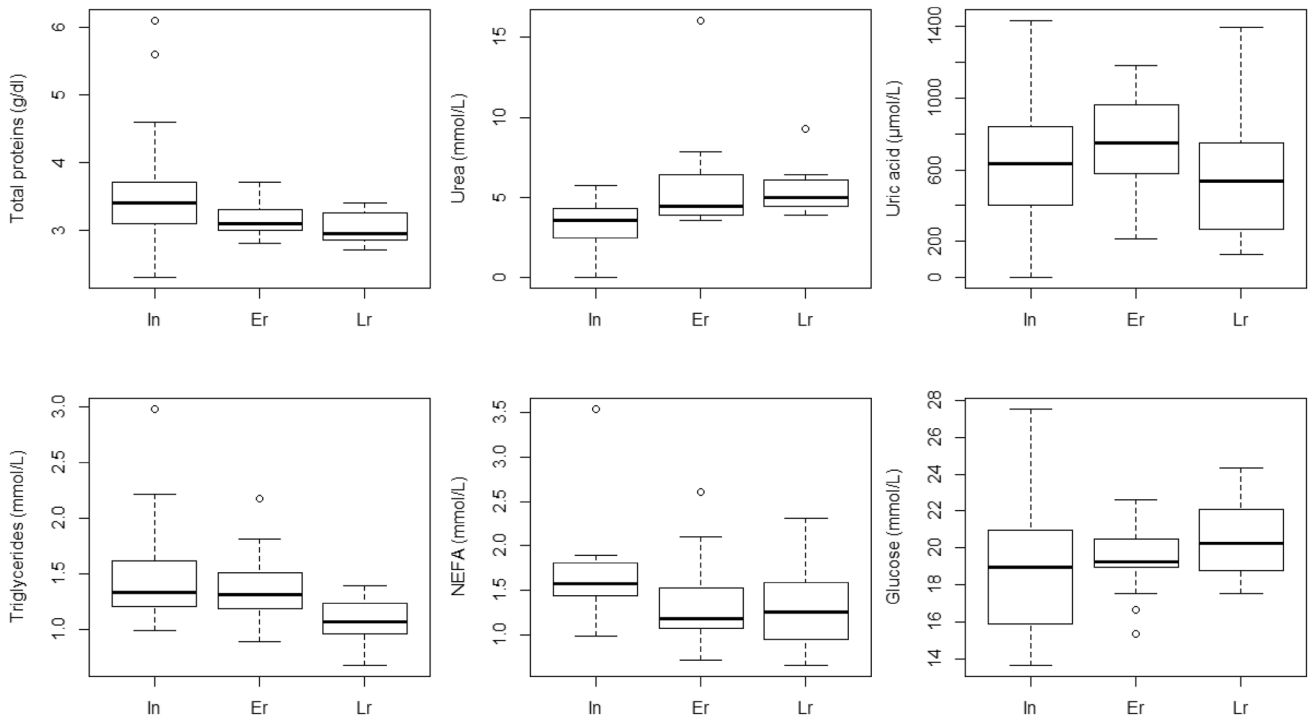 Total proteins (g/dl)
6
5
4
3
In Er Lr
Urea (mmol/L)
15
10
5
0
In Er Lr
Uric acid (µmol/L)
1400
1000
600
200
0
In Er Lr
Triglycerides (mmol/L)
3.0
2.5
2.0
1.5
1.0
In Er Lr
NEFA (mmol/L)
3.5
3.0
2.5
2.0
1.5
1.0
In Er Lr
Glucose (mmol/L)
28
26
24
22
20
18
16
14
In Er Lr